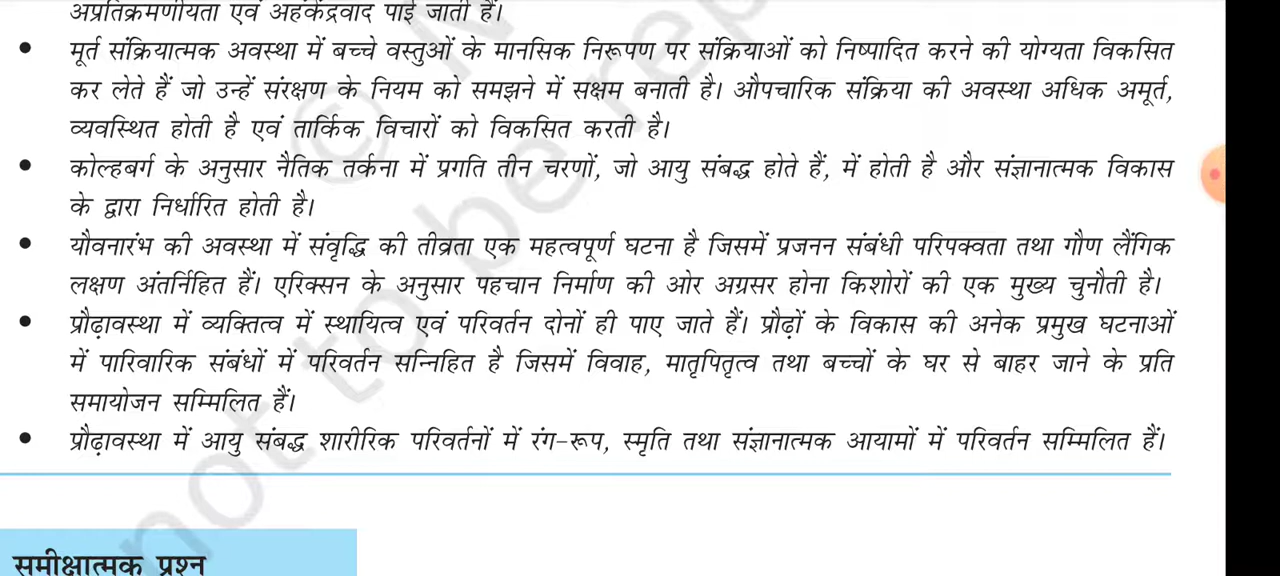 अप्रतिक्रमणीयता एवं अहंकेंद्रवाद पाई जाती हैं।
• मूर्त संक्रियात्मक अवस्था में बच्चे वस्तुओं के मानसिक निरूपण पर संक्रियाओं को निष्पादित करने की योग्यता विकसित
कर लेते हैं जो उन्हें संरक्षण के नियम को समझने में सक्षम बनाती है। औपचारिक संक्रिया की अवस्था अधिक अमूर्त,
व्यवस्थित होती है एवं तार्किक विचारों को विकसित करती है।
• कोल्हबर्ग के अनुसार नैतिक तर्कना में प्रगति तीन चरणों, जो आयु संबद्ध होते हैं, में होती है और संज्ञानात्मक विकास
के द्वारा निर्धारित होती है।
• यौवनारंभ की अवस्था में संवृद्धि की तीव्रता एक महत्वपूर्ण घटना है जिसमें प्रजनन संबंधी परिपक्वता तथा गौण लैंगिक
लक्षण अंतर्निहित हैं। एरिक्सन के अनुसार पहचान निर्माण की ओर अग्रसर होना किशोरों की एक मुख्य चुनौती है।
• प्रौढ़ावस्था में व्यक्तित्व में स्थायित्व एवं परिवर्तन दोनों ही पाए जाते हैं। प्रौढ़ों के विकास की अनेक प्रमुख घटनाओं
में पारिवारिक संबंधों में परिवर्तन सन्निहित है जिसमें विवाह, मातृपितृत्व तथा बच्चों के घर से बाहर जाने के प्रति
समायोजन सम्मिलित हैं।
• प्रौढ़ावस्था में आयु संबद्ध शारीरिक परिवर्तनों में रंग-रूप, स्मृति तथा संज्ञानात्मक आयामों में परिवर्तन सम्मिलित हैं।
समीक्षात्मक प्रश्न
not to be rep
©